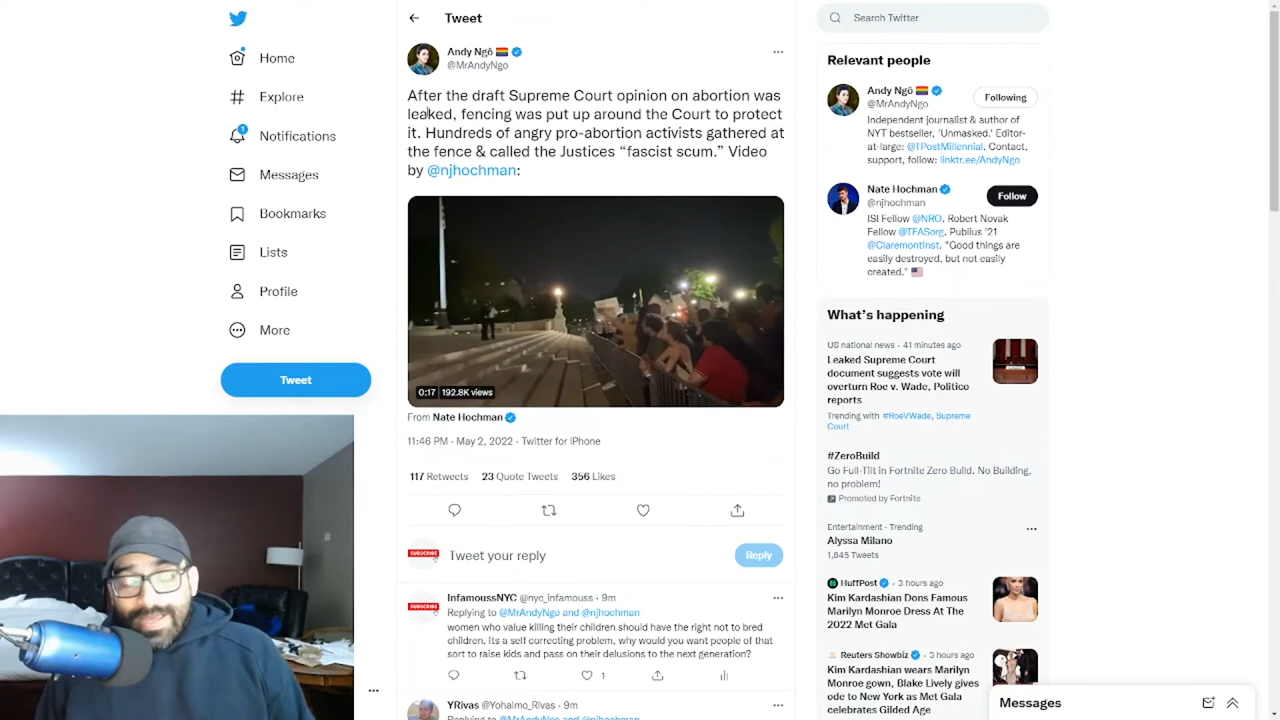 Home
Explore
1
Notifications
Messages
Bookmarks
Lists
Profile
More
Tweet
Tweet
Andy Ngô
@MrAndyNgo
After the draft Supreme Court opinion on abortion was
leaked, fencing was put up around the Court to protect
it. Hundreds of angry pro-abortion activists gathered at
the fence & called the Justices “fascist scum.” Video
by @njhochman:
0:17 192.8K views
From Nate Hochman
11:46 PM · May 2, 2022 · Twitter for iPhone
117 Retweets 23 Quote Tweets 356 Likes
SUBSCRIBE
Tweet your reply
Reply
SUBSCRIBE
InfamoussNYC @nyc_infamouss · 9m
Replying to @MrAndyNgo and @njhochman
women who value killing their children should have the right not to bred
children. its a self correcting problem, why would you want people of that
sort to raise kids and pass on their delusions to the next generation?
1
YRivas @Yohalmo_Rivas · 9m
Replying to @MrAndyNgo and @njhochman
Search Twitter
Relevant people
Andy Ngô
@MrAndyNgo
Following
Independent journalist & author of
NYT bestseller, 'Unmasked.' Editor-
at-large: @TPostMillennial. Contact,
support, follow: linktr.ee/AndyNgo
Nate Hochman
@njhochman
Follow
ISI Fellow @NRO. Robert Novak
Fellow @TFASorg. Publius '21
@ClaremontInst. "Good things are
easily destroyed, but not easily
created."
What's happening
US national news · 41 minutes ago
Leaked Supreme Court
document suggests vote will
overturn Roe v. Wade, Politico
reports
Trending with #RoeVWade, Supreme
Court
#ZeroBuild
Go Full-Tilt in Fortnite Zero Build. No Building,
no problem!
Promoted by Fortnite
Entertainment · Trending
Alyssa Milano
1,845 Tweets
HuffPost · 3 hours ago
Kim Kardashian Dons Famous
Marilyn Monroe Dress At The
2022 Met Gala
Reuters Showbiz · 3 hours ago
Kim Kardashian wears Marilyn
Monroe gown, Blake Lively gives
ode to New York as Met Gala
celebrates Gilded Age
Messages